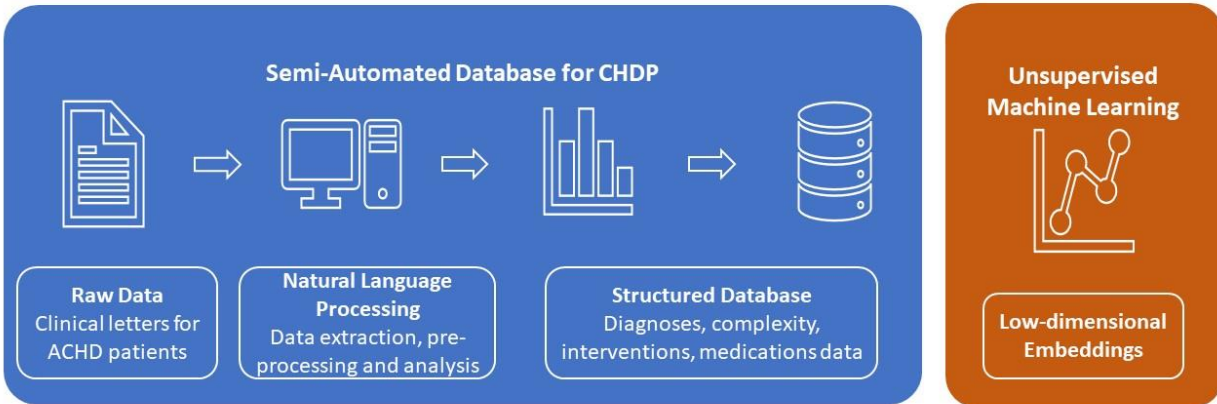 Semi-Automated Database for CHDP
Raw Data
Clinical letters for
ACHD patients
Natural Language
Processing
Data extraction, pre-
processing and analysis
Structured Database
Diagnoses, complexity,
interventions, medications data
Unsupervised
Machine Learning
Low-dimensional
Embeddings